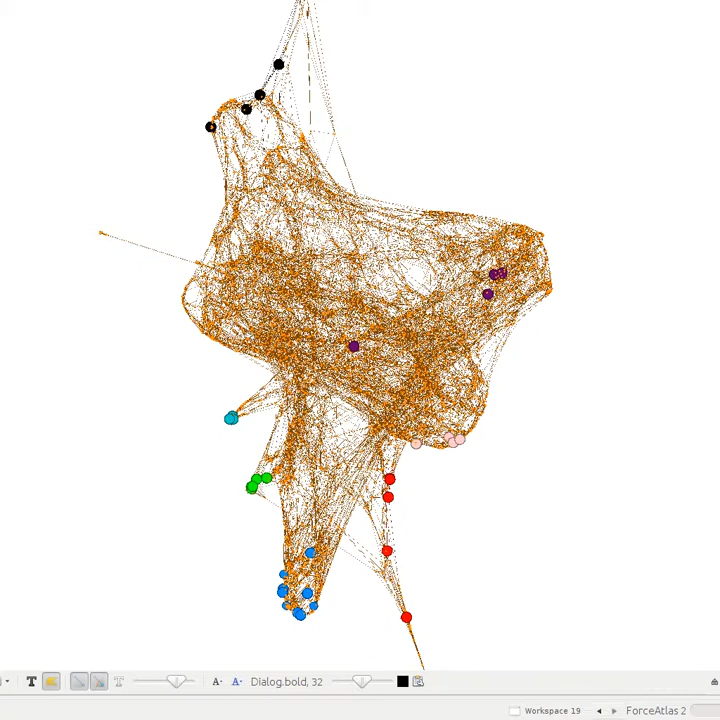 T T A- A- Dialog.bold, 32
Workspace 19 ForceAtlas 2